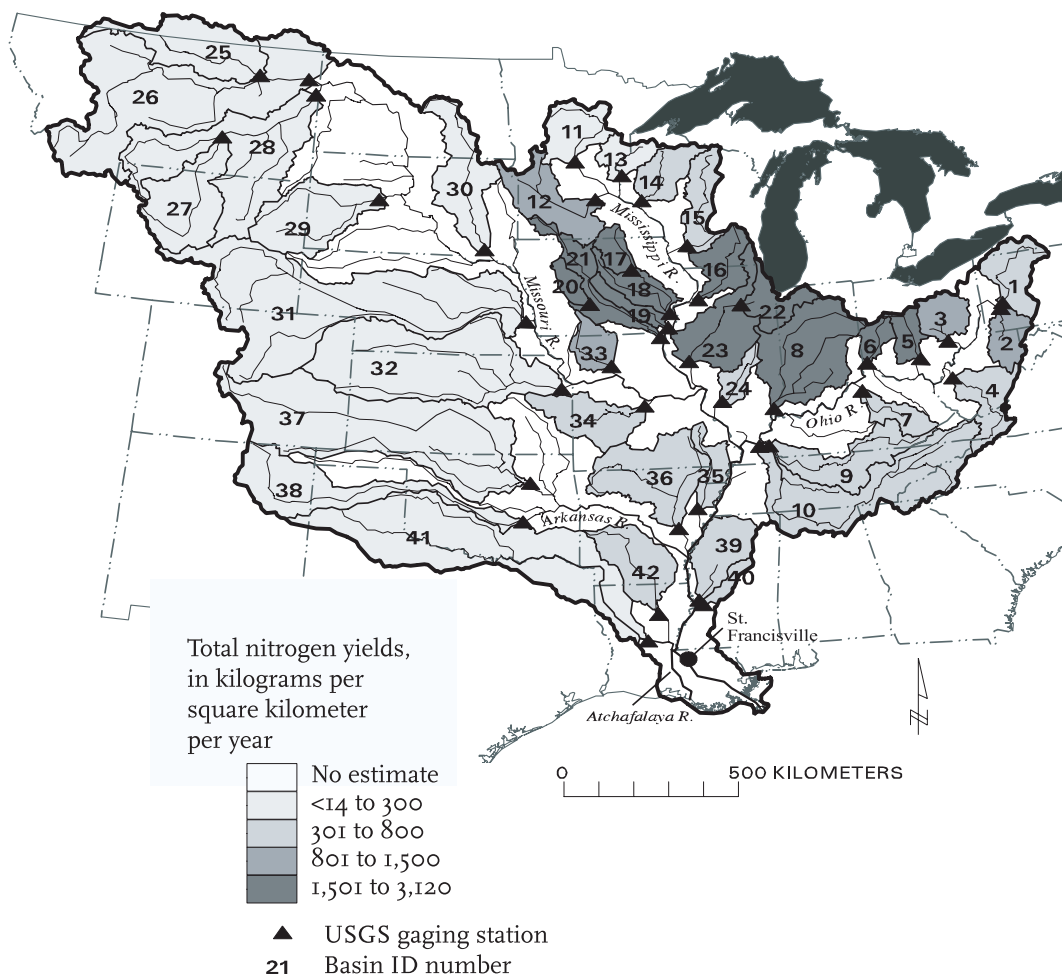 25
26
11
28
13
14
30
12
27
15
Mississippi R.
29
21
17
16
1
20
18
31
Missouri R.
19
22
3
6
5
2
33
23
8
32
24
4
34
Ohio R.
7
37
36
35
9
38
10
Arkansas R.
41
39
42
40
St.
Francisville
Atchafalaya R.
Total nitrogen yields,
in kilograms per
square kilometer
per year
0 500 KILOMETERS
No estimate
<14 to 300
301 to 800
801 to 1,500
1,501 to 3,120
USGS gaging station
21 Basin ID number
N